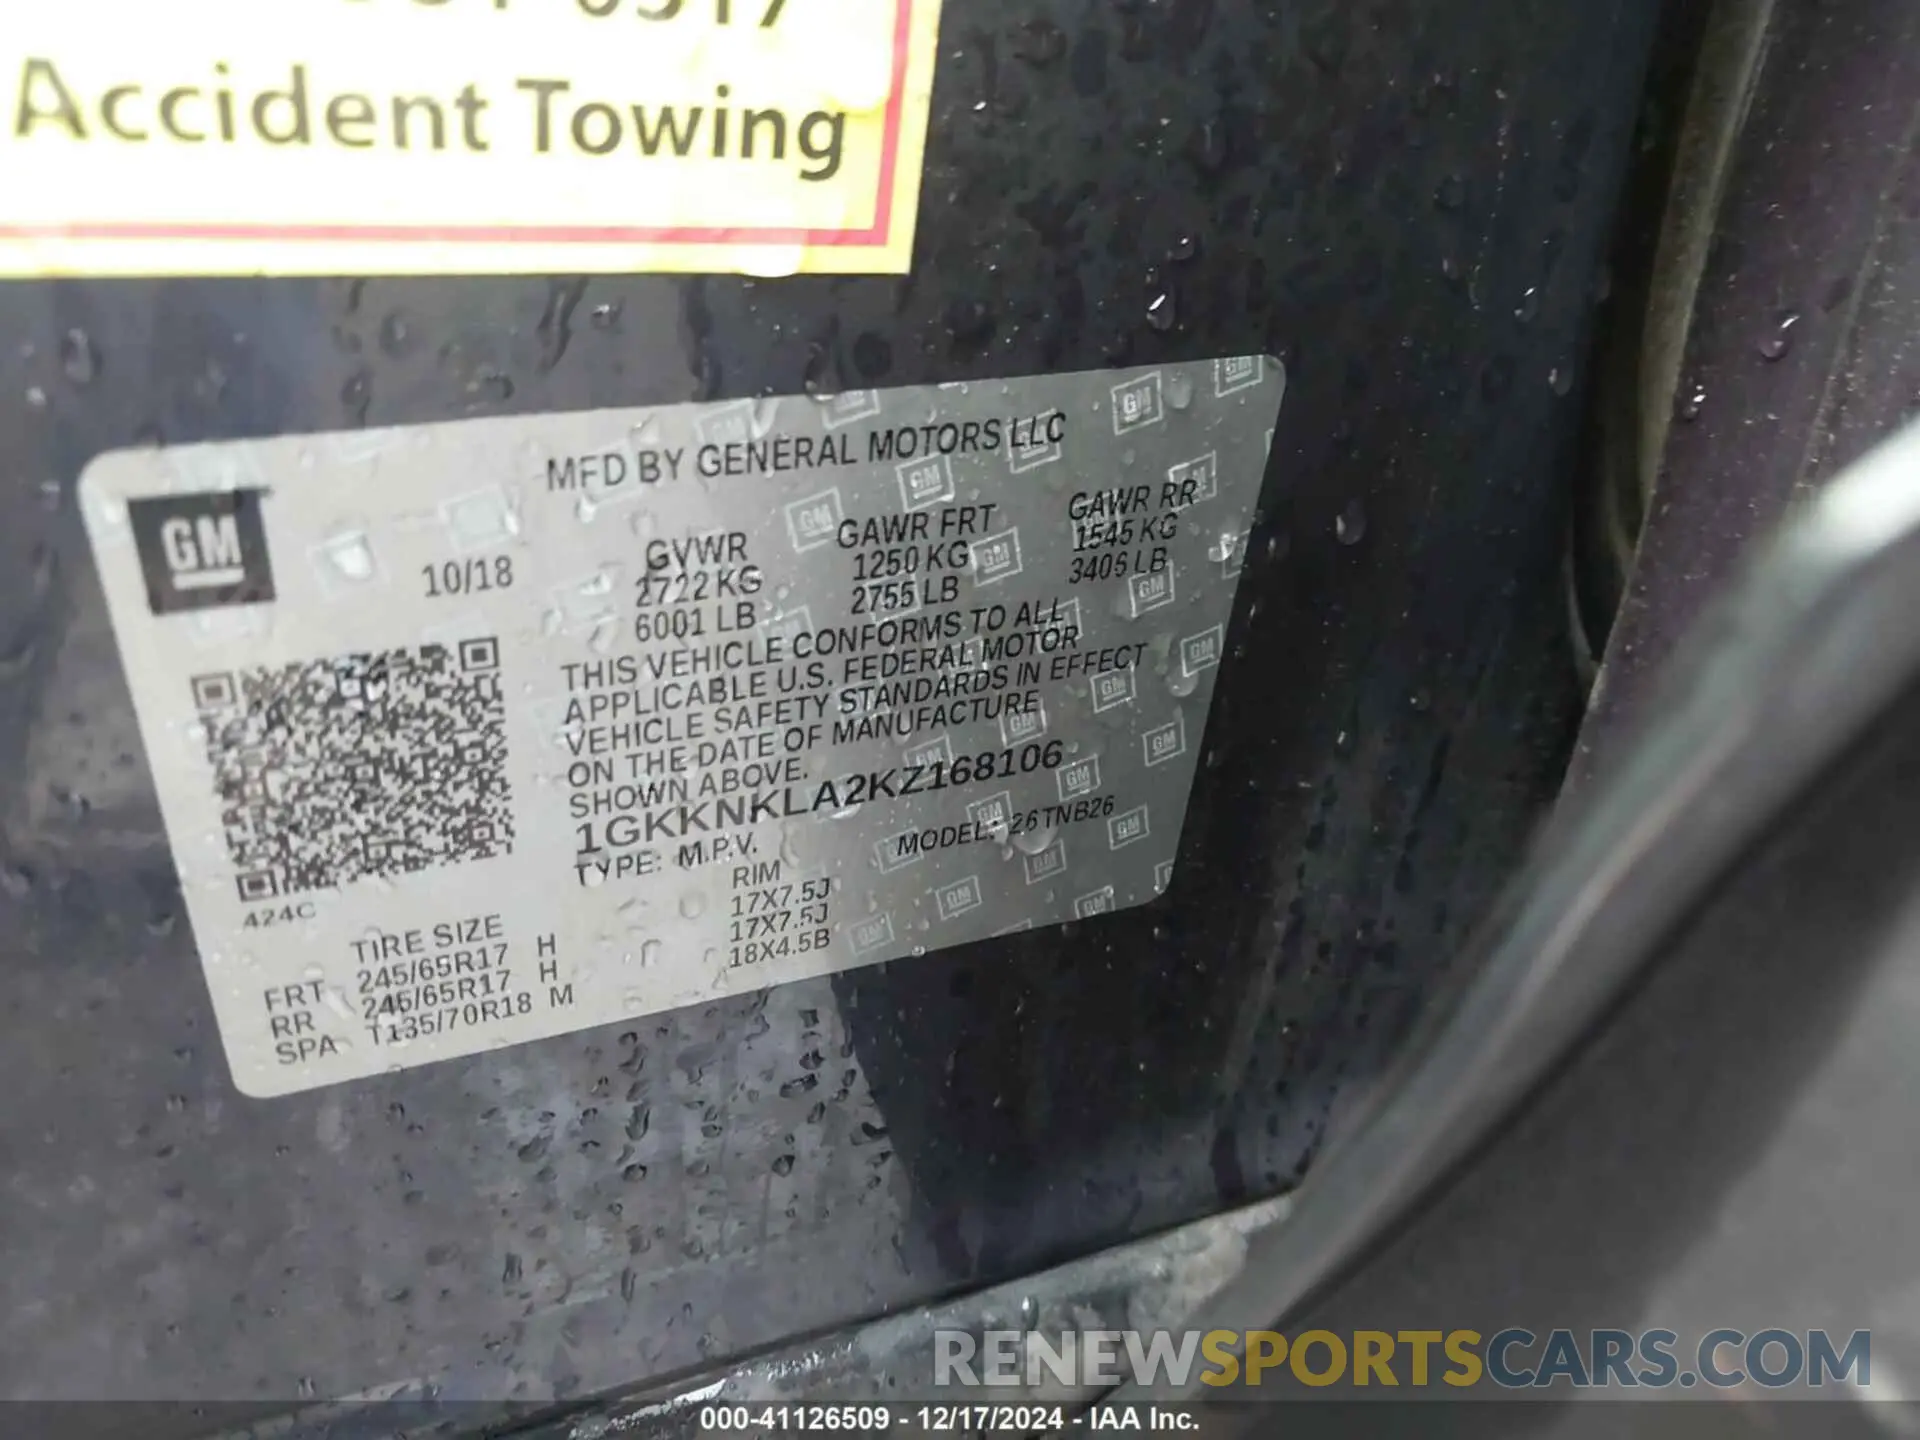 Accident Towing
GM
MFD BY GENERAL MOTORS LLC
10/18
GVWR GAWR FRT GAWR RR
2722 KG 1250 KG 1545 KG
6001 LB 2755 LB 3405 LB
THIS VEHICLE CONFORMS TO ALL
APPLICABLE U.S. FEDERAL MOTOR
VEHICLE SAFETY STANDARDS IN EFFECT
ON THE DATE OF MANUFACTURE
SHOWN ABOVE.
1GKKNKLA2KZ168106
TYPE: M.P.V. MODEL: 26TNB26
424C
TIRE SIZE RIM
FRT 245/65R17 H 17X7.5J
RR 245/65R17 H 17X7.5J
SPA T135/70R18 M 18X4.5B
RENEWSPORTSCARS.COM
000-41126509 - 12/17/2024 - IAA Inc.